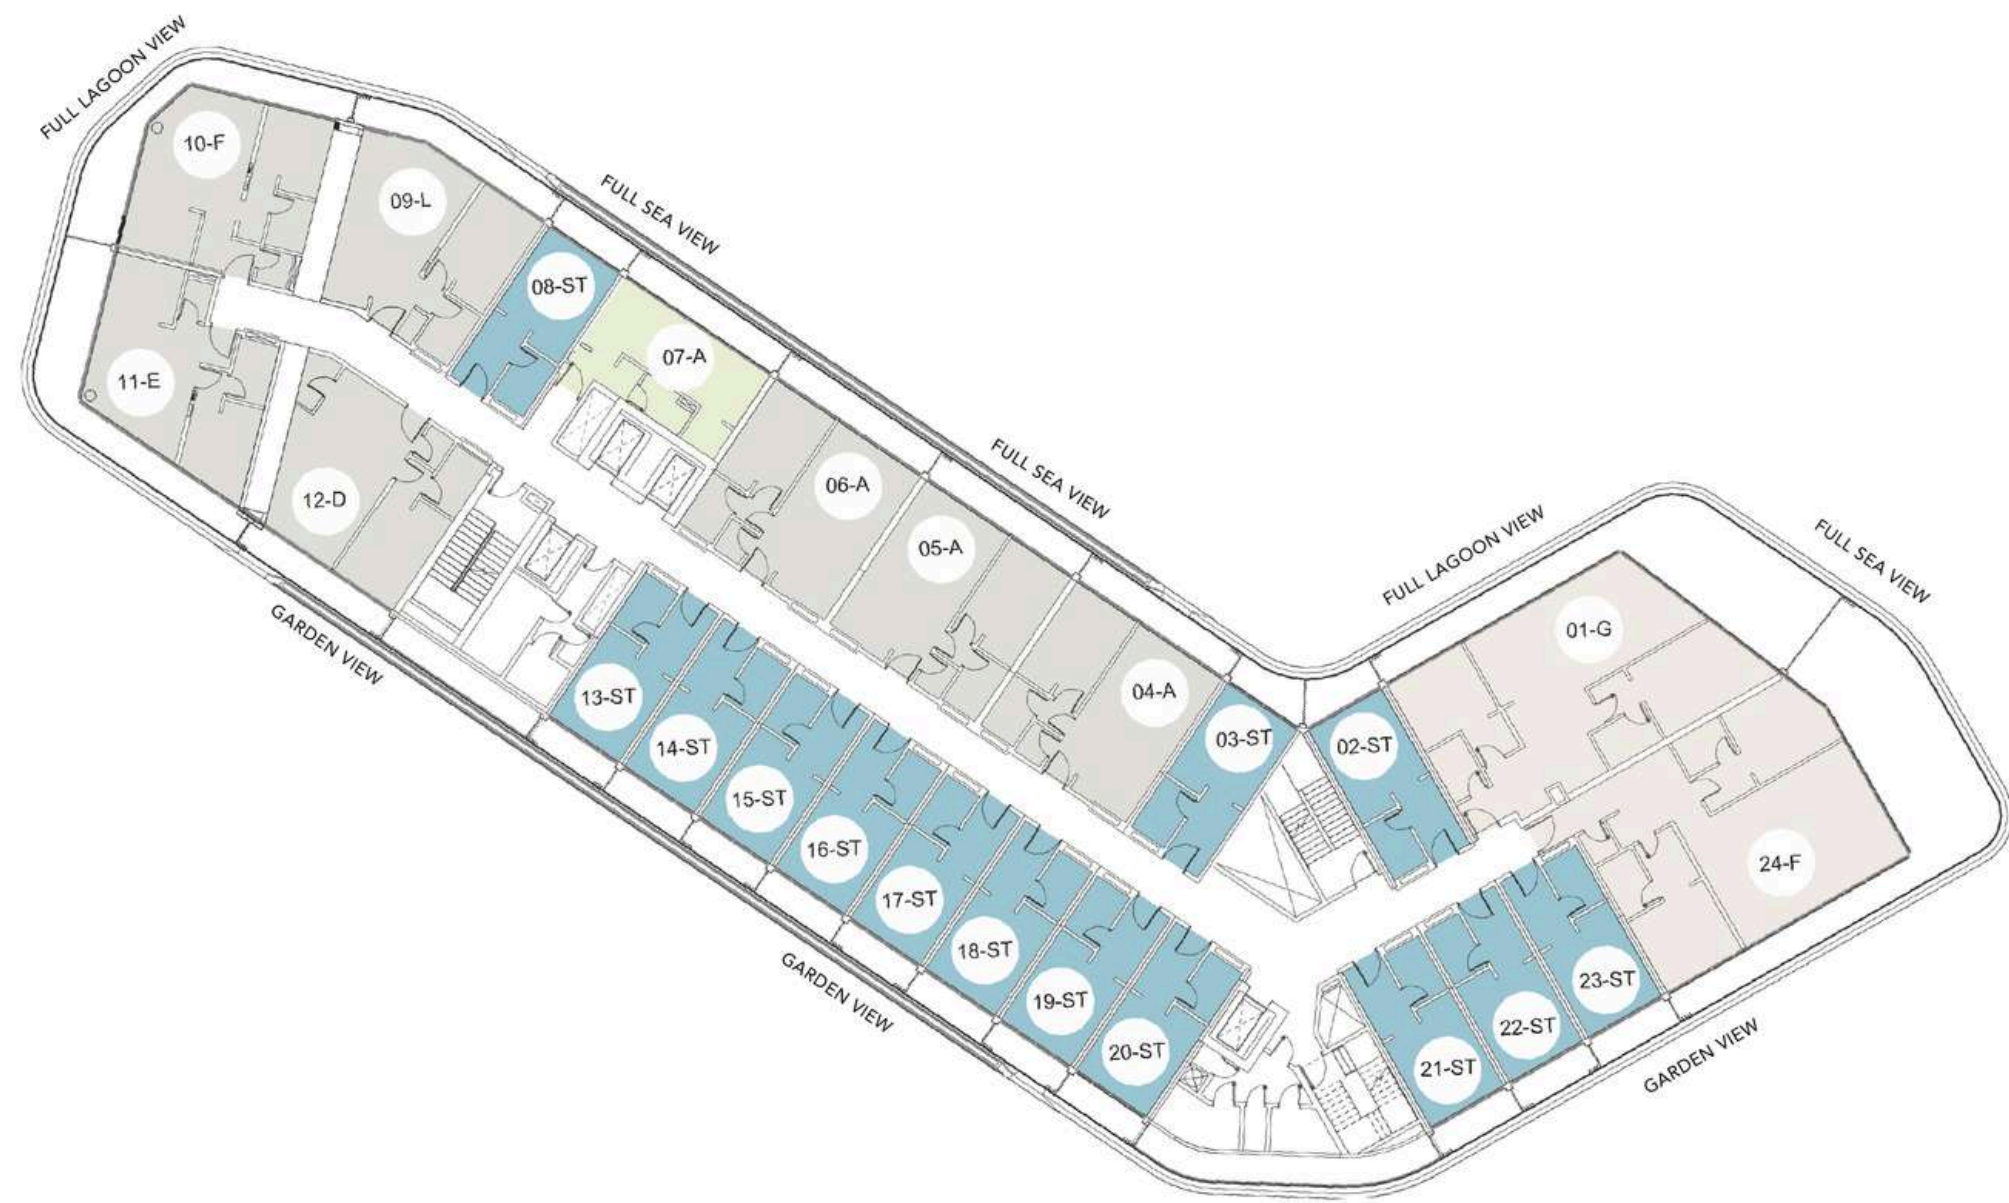 FULL LAGOON VIEW
10-F
09-L
FULL SEA VIEW
08-ST
07-A
11-E
12-D
06-A
FULL SEA VIEW
05-A
FULL LAGOON VIEW
FULL SEA VIEW
01-G
GARDEN VIEW
13-ST
04-A
14-ST
03-ST
02-ST
15-ST
16-ST
24-F
17-ST
18-ST
23-ST
GARDEN VIEW
19-ST
22-ST
20-ST
21-ST
GARDEN VIEW